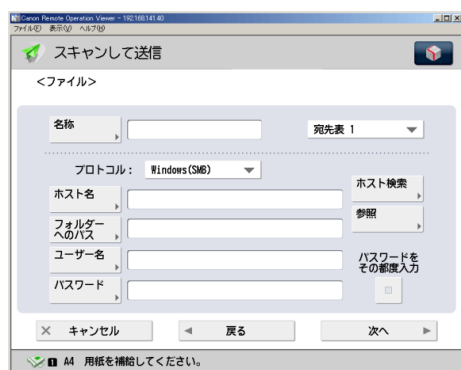 Canon Remote Operation Viewer - 192.168.141.40
ファイル(F) 表示(V) ヘルプ(H)
スキャンして送信
<ファイル>
名称
宛先表 1
プロトコル: Windows(SMB)
ホスト検索
ホスト名
参照
フォルダー
へのパス
ユーザー名
パスワードを
その都度入力
パスワード
キャンセル
戻る
次へ
1 A4 用紙を補給してください。